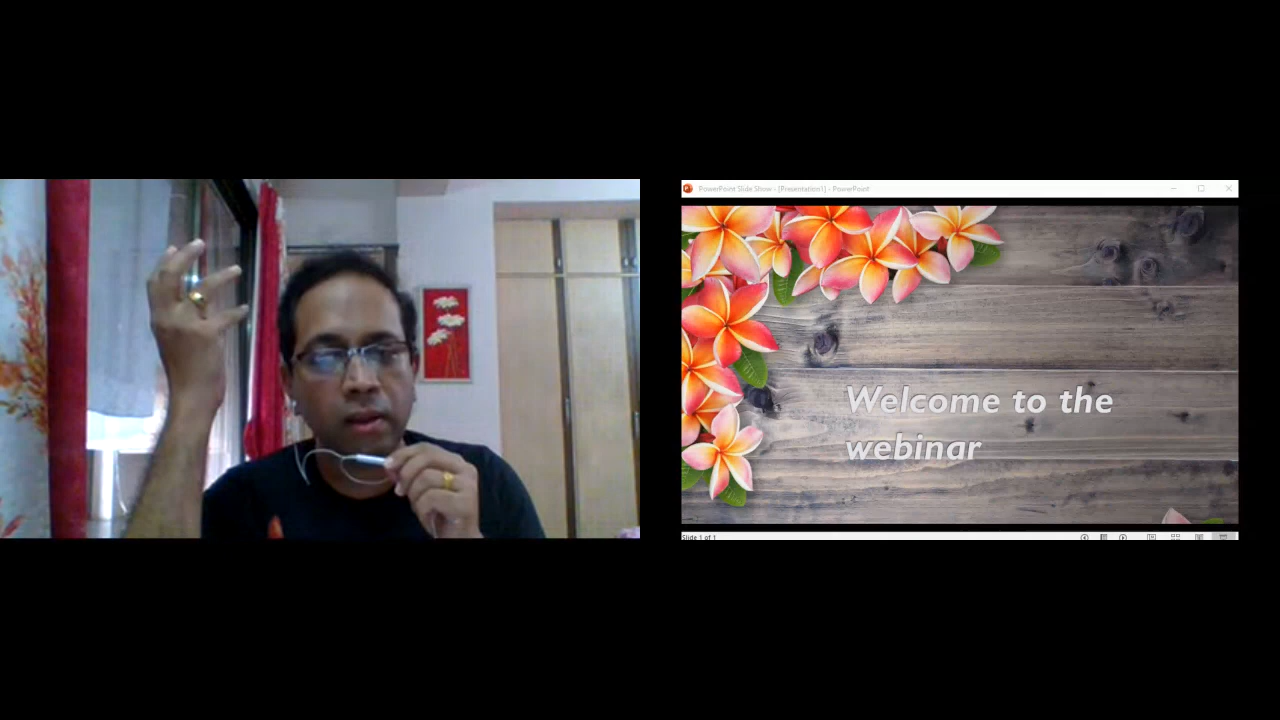 PowerPoint Slide Show - [Presentation1] - PowerPoint
Welcome to the
webinar
Slide 1 of 1